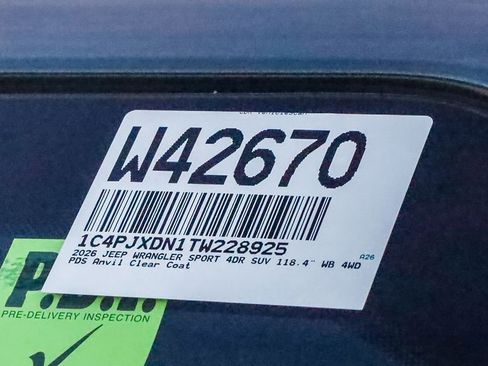 W42670
1C4PJXDN1TW228925
2026 JEEP WRANGLER SPORT 4DR SUV 118.4" WB 4WD
PDS Anvil Clear Coat
A26
P.D.I.
PRE-DELIVERY INSPECTION